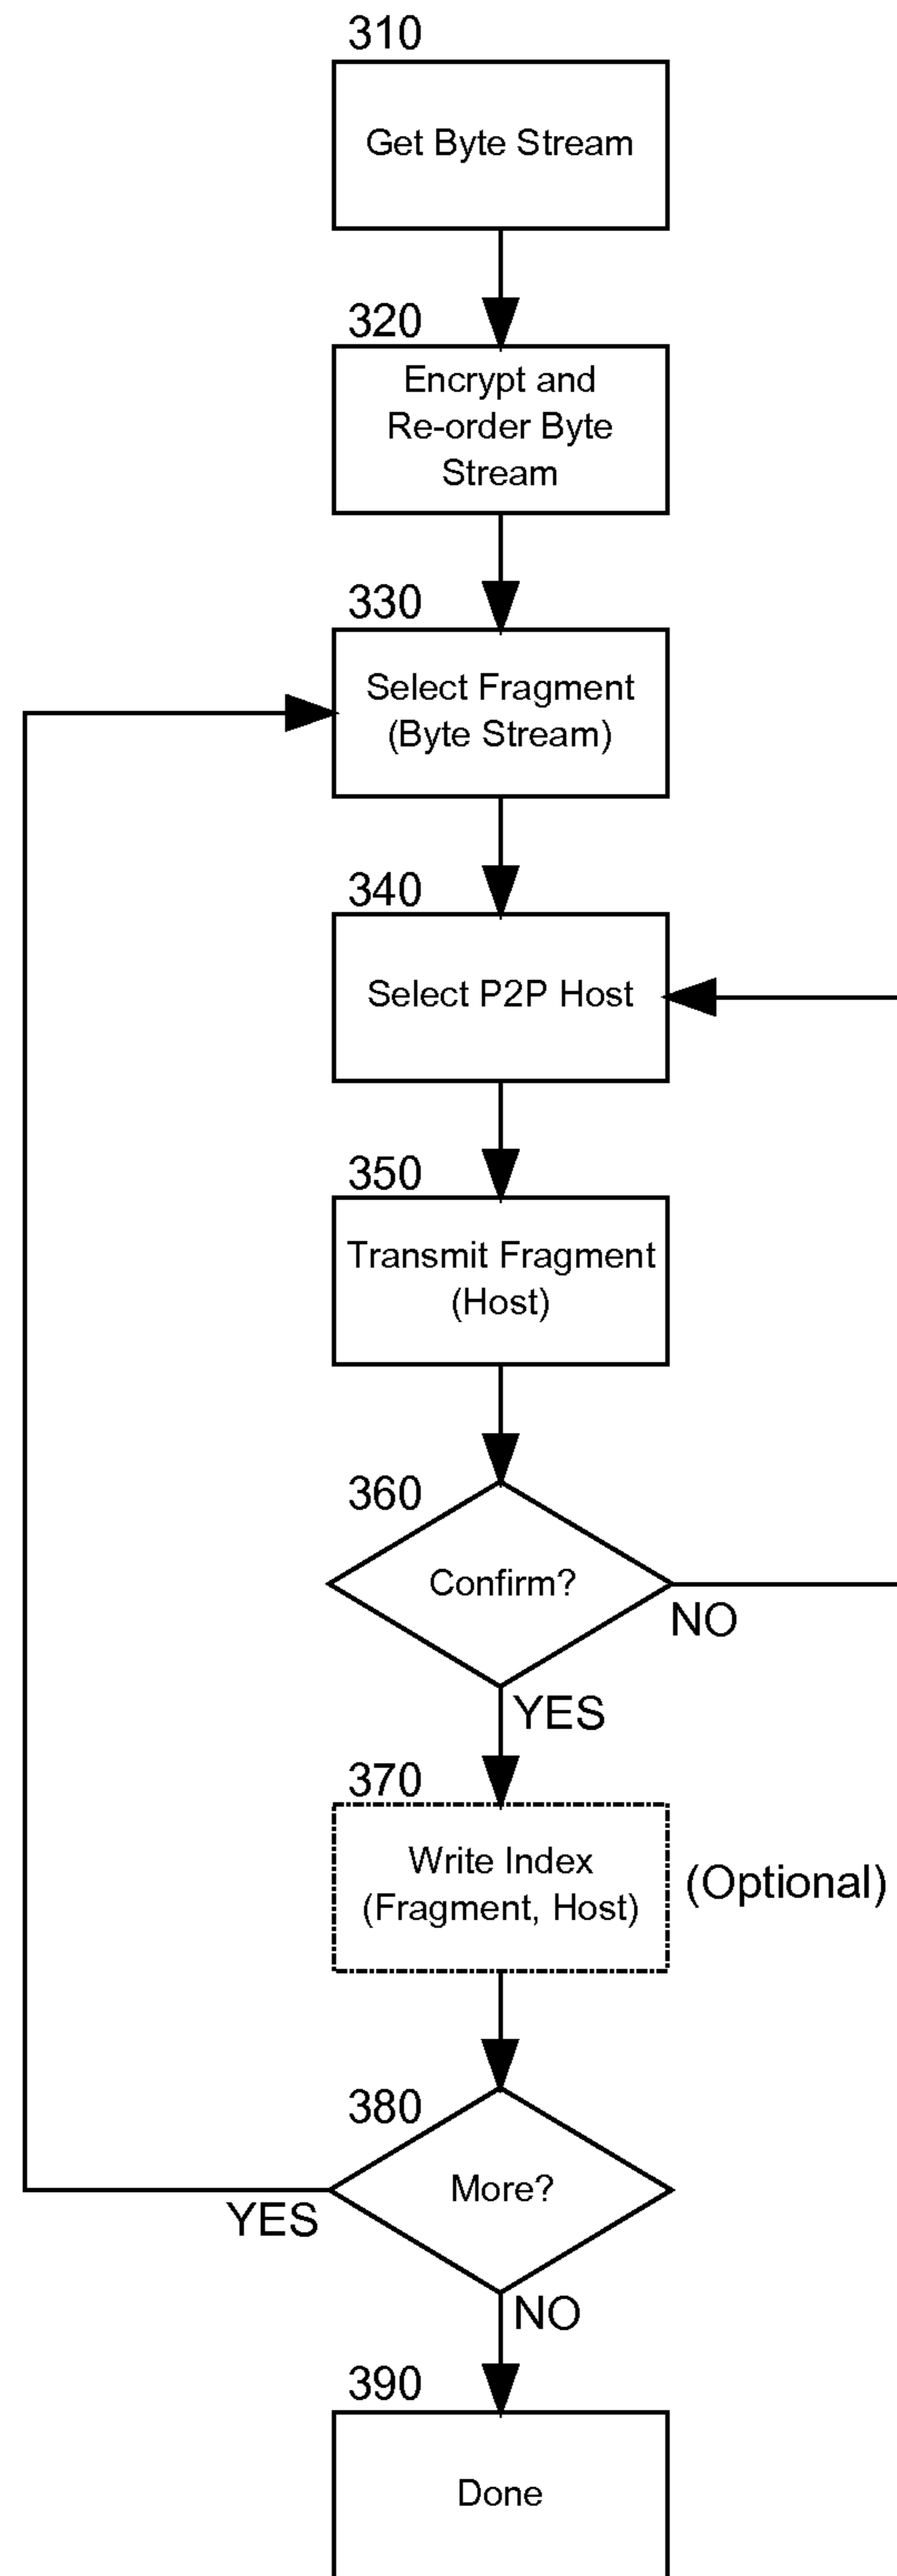 310
Get Byte Stream
320
Encrypt and
Re-order Byte
Stream
330
Select Fragment
(Byte Stream)
340
Select P2P Host
350
Transmit Fragment
(Host)
360
Confirm?
NO
YES
370
Write Index
(Fragment, Host)
(Optional)
380
More?
YES
NO
390
Done